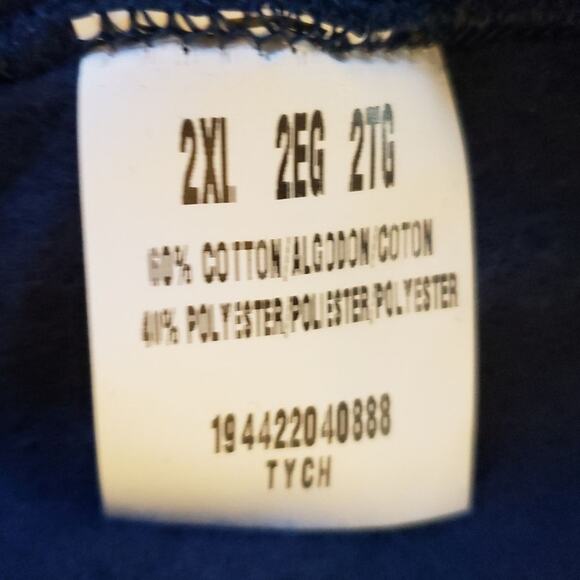 2XL 2EG 2TG
60% COTTON/ALGODON/COTON
40% POLYESTER/POLIESTER/POLYESTER
194422040888
TYCH